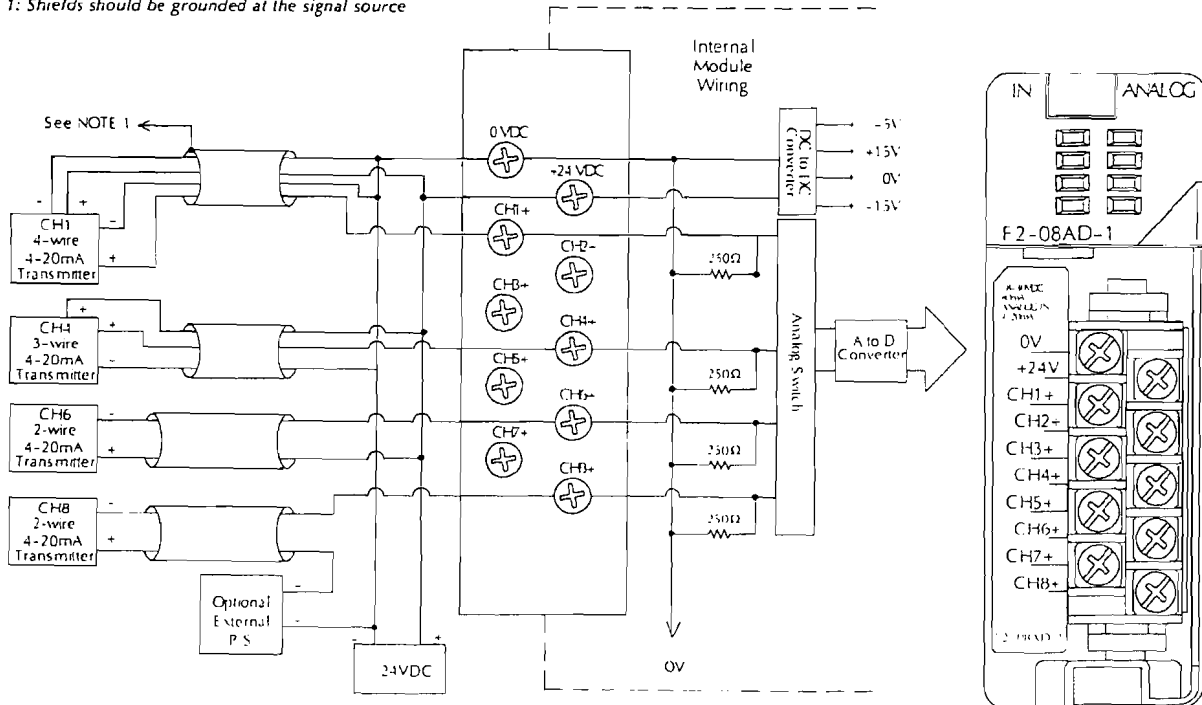 1: Shields should be grounded at the signal source
Internal
Module
Wiring
See NOTE 1
0 VDC
+24 VDC
DC to DC
Converter
-5V
+15V
0V
-15V
- +
-
CH1
4-wire
4-20mA
Transmitter
+
CH1+
CH2-
250Ω
CH3+
+
CH4
3-wire
4-20mA
Transmitter
+
-
CH4+
CH5+
250Ω
Analog Switch
A to D
Converter
CH6
2-wire
4-20mA
Transmitter
-
+
CH6+
CH7+
250Ω
CH8
2-wire
4-20mA
Transmitter
-
+
CH8+
250Ω
Optional
External
P S
-
-
- +
24VDC
0V
IN
ANALOG
F2-08AD-1
ANALOG IN
0V
+24V
CH1+
CH2+
CH3+
CH4+
CH5+
CH6+
CH7+
CH8+